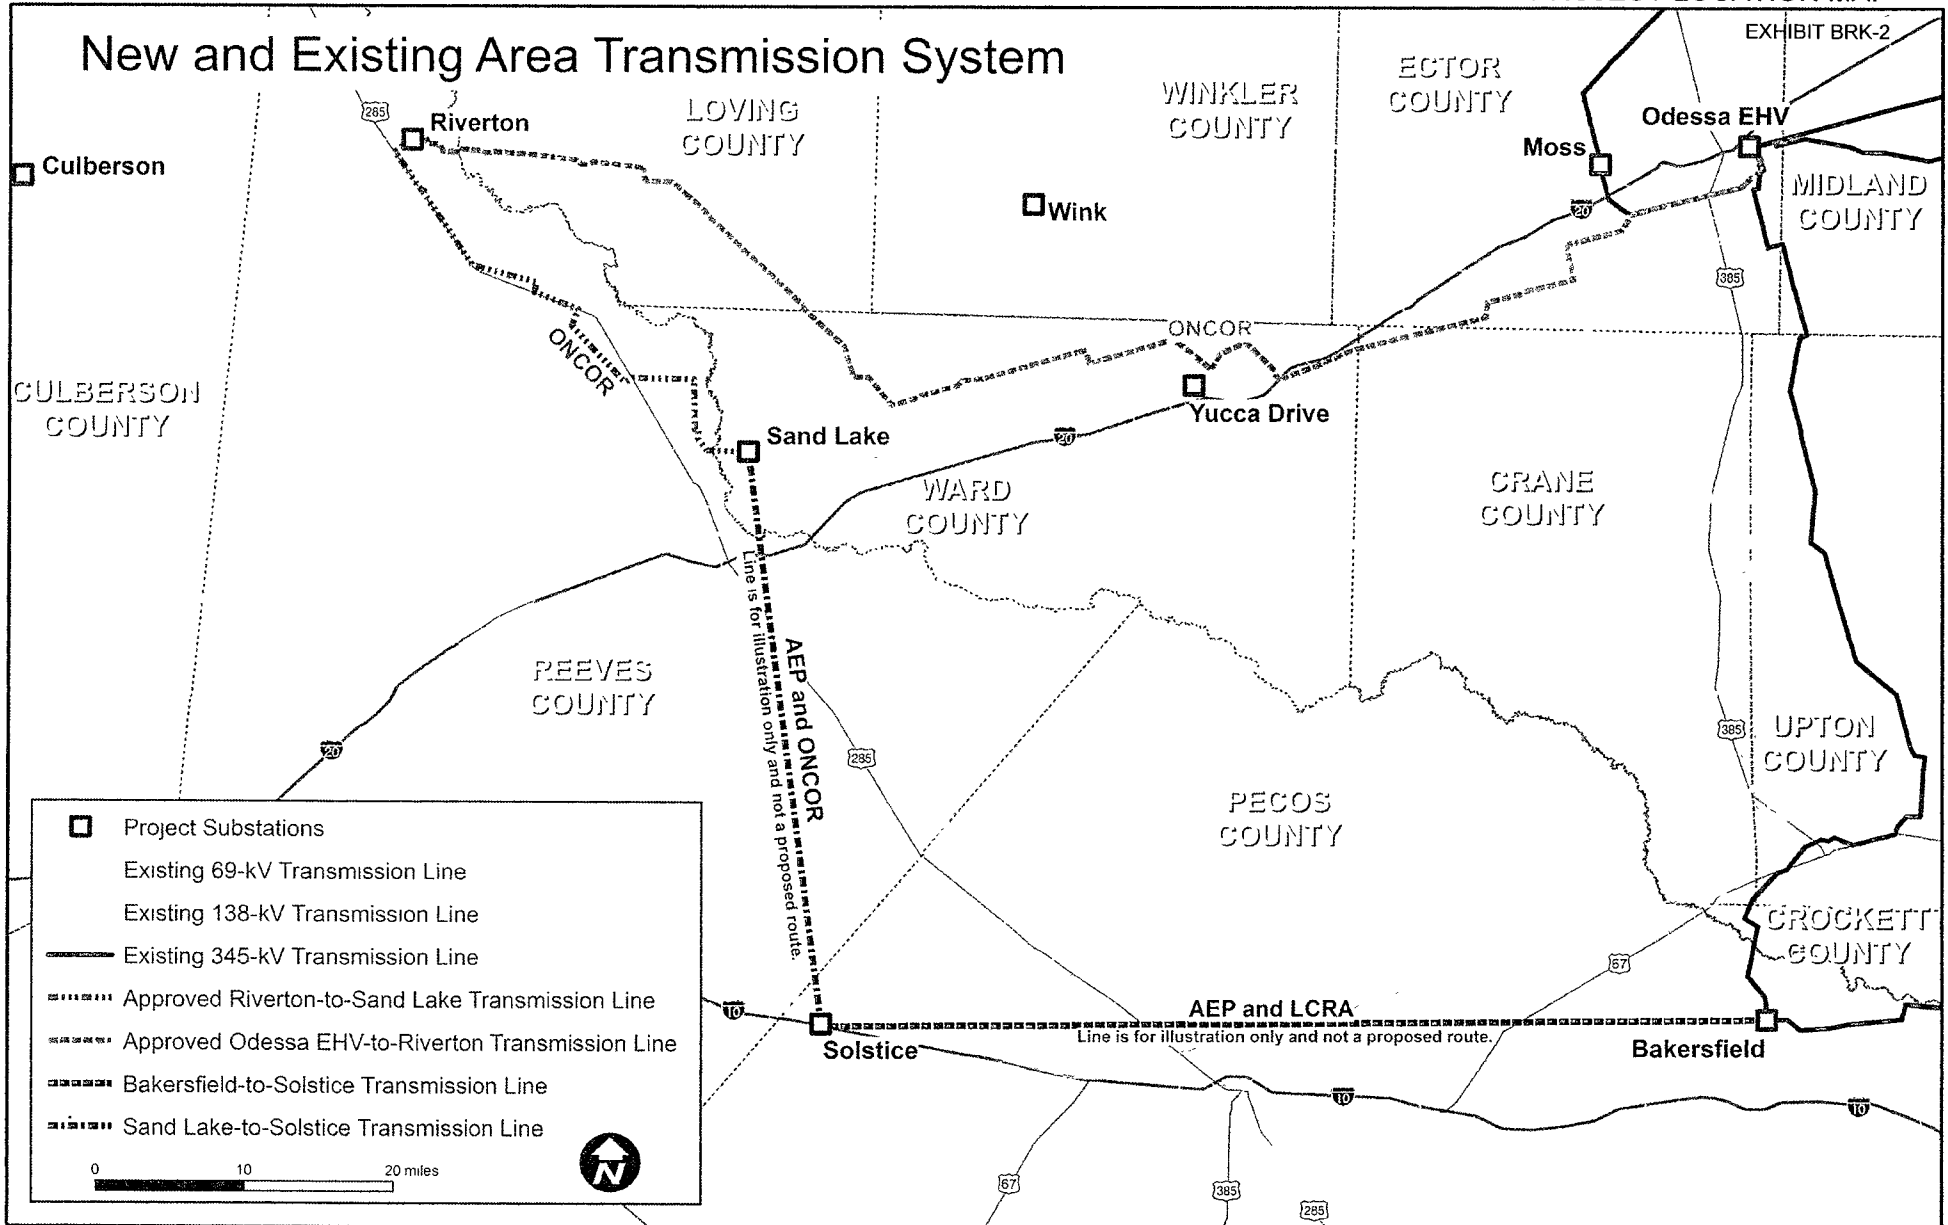 EXHIBIT BRK-2
New and Existing Area Transmission System
285
Riverton
LOVING
COUNTY
WINKLER
COUNTY
ECTOR
COUNTY
Odessa EHV
Culberson
Moss
MIDLAND
COUNTY
Wink
20
385
ONCOR
ONCOR
CULBERSON
COUNTY
Yucca Drive
Sand Lake
20
WARD
COUNTY
CRANE
COUNTY
REEVES
COUNTY
AEP and ONCOR
Line is for illustration only and not a proposed route.
20
285
385
UPTON
COUNTY
PECOS
COUNTY
CROCKETT
COUNTY
67
10
AEP and LCRA
Line is for illustration only and not a proposed route.
Solstice
Bakersfield
10
10
67
385
285
Project Substations
Existing 69-kV Transmission Line
Existing 138-kV Transmission Line
Existing 345-kV Transmission Line
Approved Riverton-to-Sand Lake Transmission Line
Approved Odessa EHV-to-Riverton Transmission Line
Bakersfield-to-Solstice Transmission Line
Sand Lake-to-Solstice Transmission Line
N
0 10 20 miles